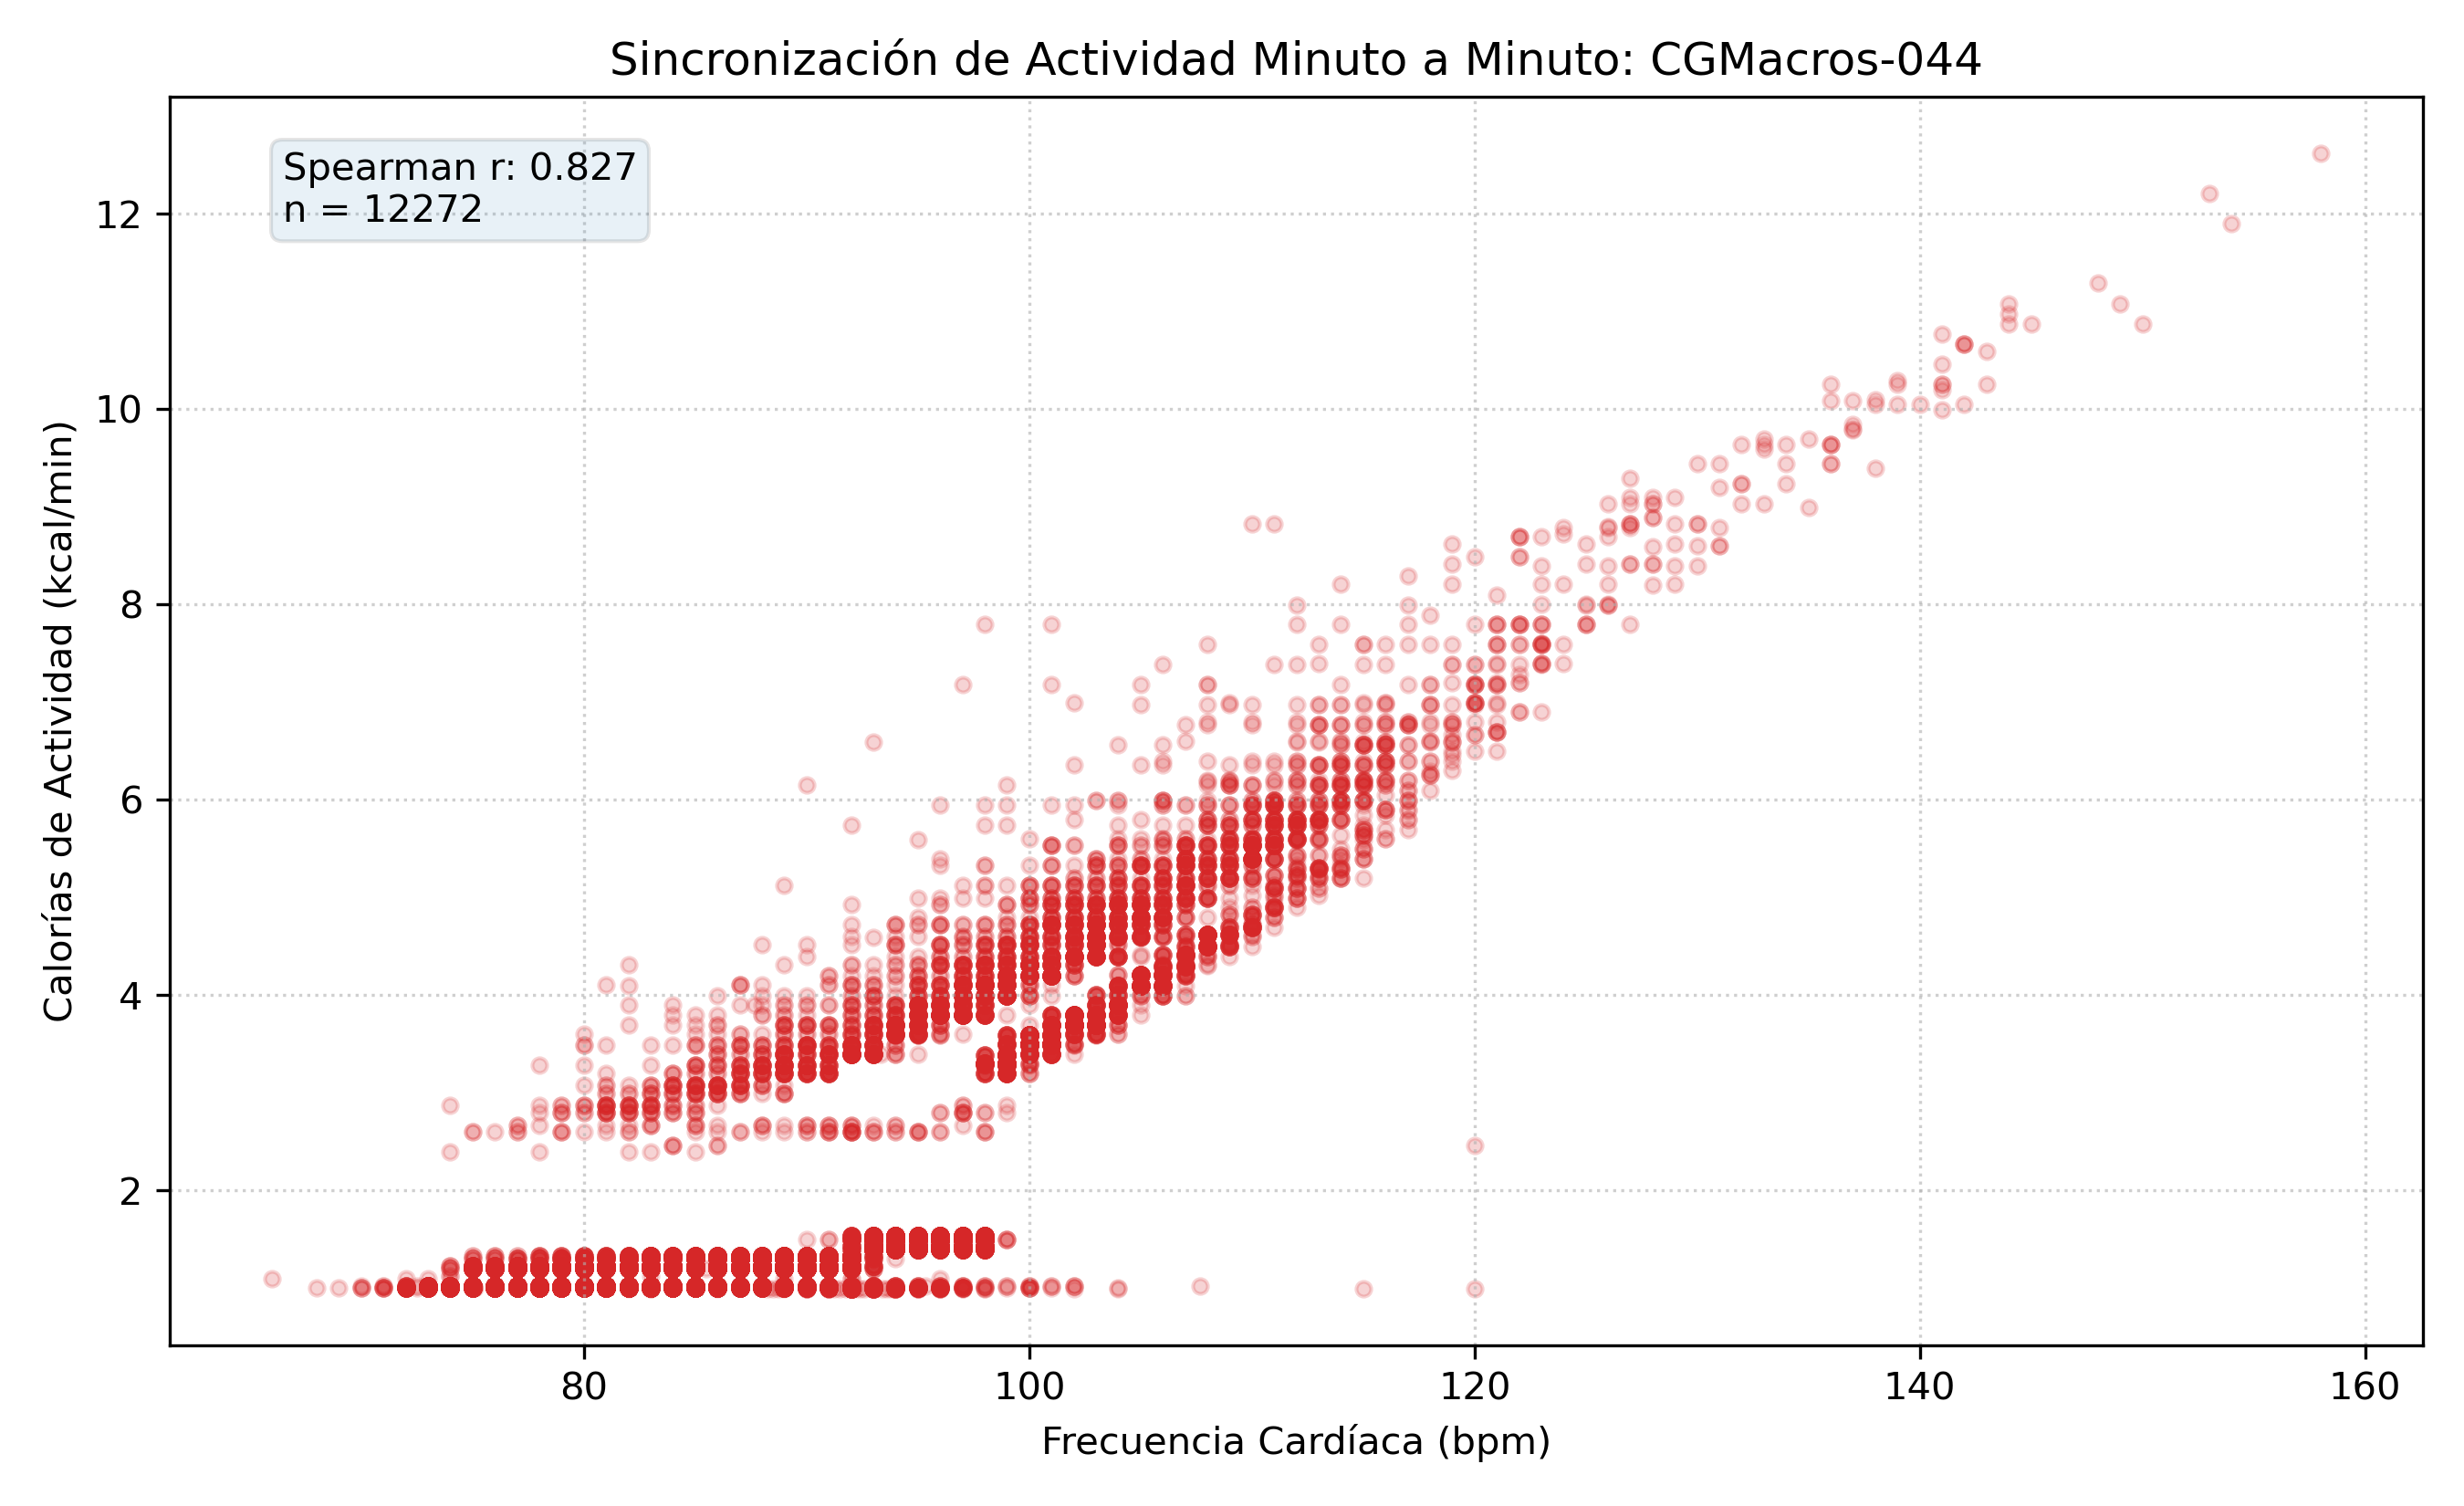 Sincronización de Actividad Minuto a Minuto: CGMacros-044
Spearman r: 0.827
n = 12272
Calorías de Actividad (kcal/min)
12
10
8
6
4
2
80
100
120
140
160
Frecuencia Cardíaca (bpm)